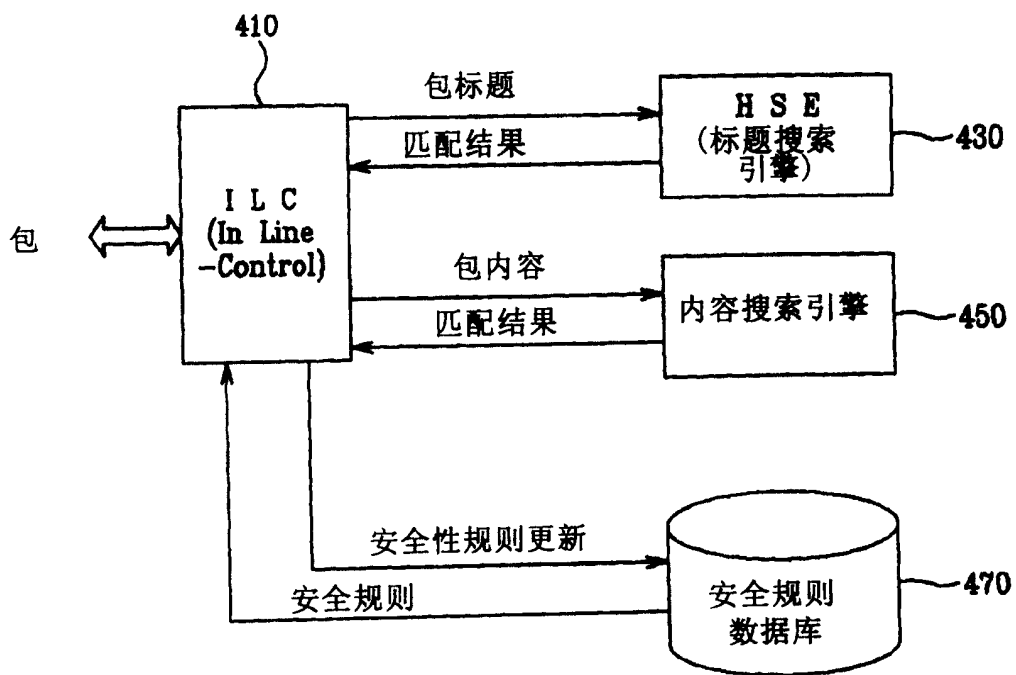 410
包标题
H S E
(标题搜索
引擎)
430
匹配结果
I L C
(In Line
-Control)
包
包内容
内容搜索引擎
450
匹配结果
安全性规则更新
安全规则
安全规则
数据库
470